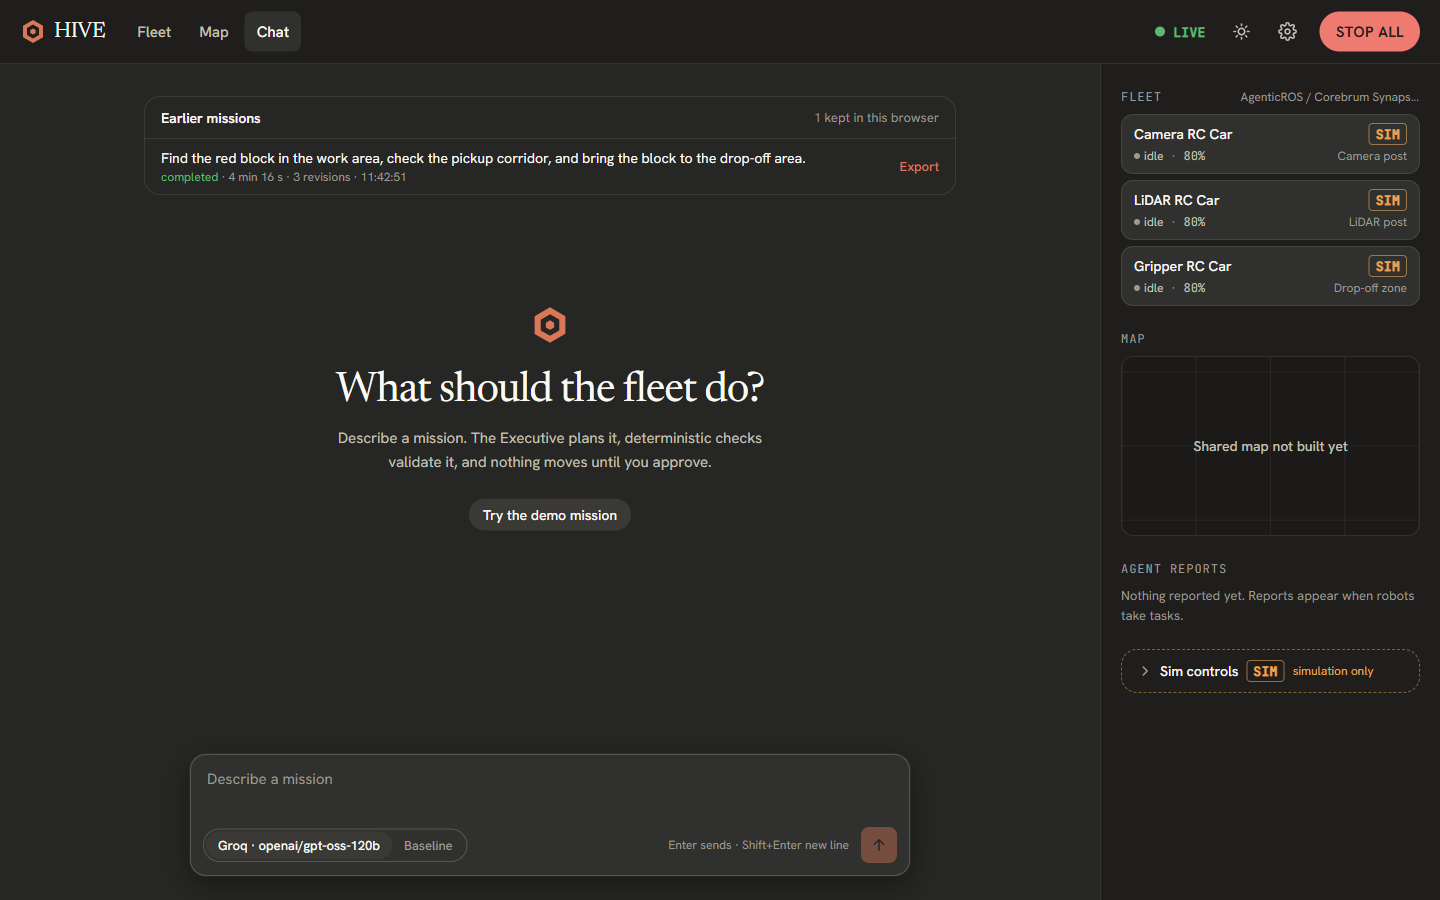 HIVE
Fleet
Map
Chat
LIVE
STOP ALL
Earlier missions
1 kept in this browser
Find the red block in the work area, check the pickup corridor, and bring the block to the drop-off area.
completed · 4 min 16 s · 3 revisions · 11:42:51
Export
What should the fleet do?
Describe a mission. The Executive plans it, deterministic checks
validate it, and nothing moves until you approve.
Try the demo mission
Describe a mission
Groq · openai/gpt-oss-120b
Baseline
Enter sends · Shift+Enter new line
FLEET
AgenticROS / Corebrum Synaps...
Camera RC Car
SIM
idle · 80%
Camera post
LiDAR RC Car
SIM
idle · 80%
LiDAR post
Gripper RC Car
SIM
idle · 80%
Drop-off zone
MAP
Shared map not built yet
AGENT REPORTS
Nothing reported yet. Reports appear when robots
take tasks.
Sim controls
SIM
simulation only